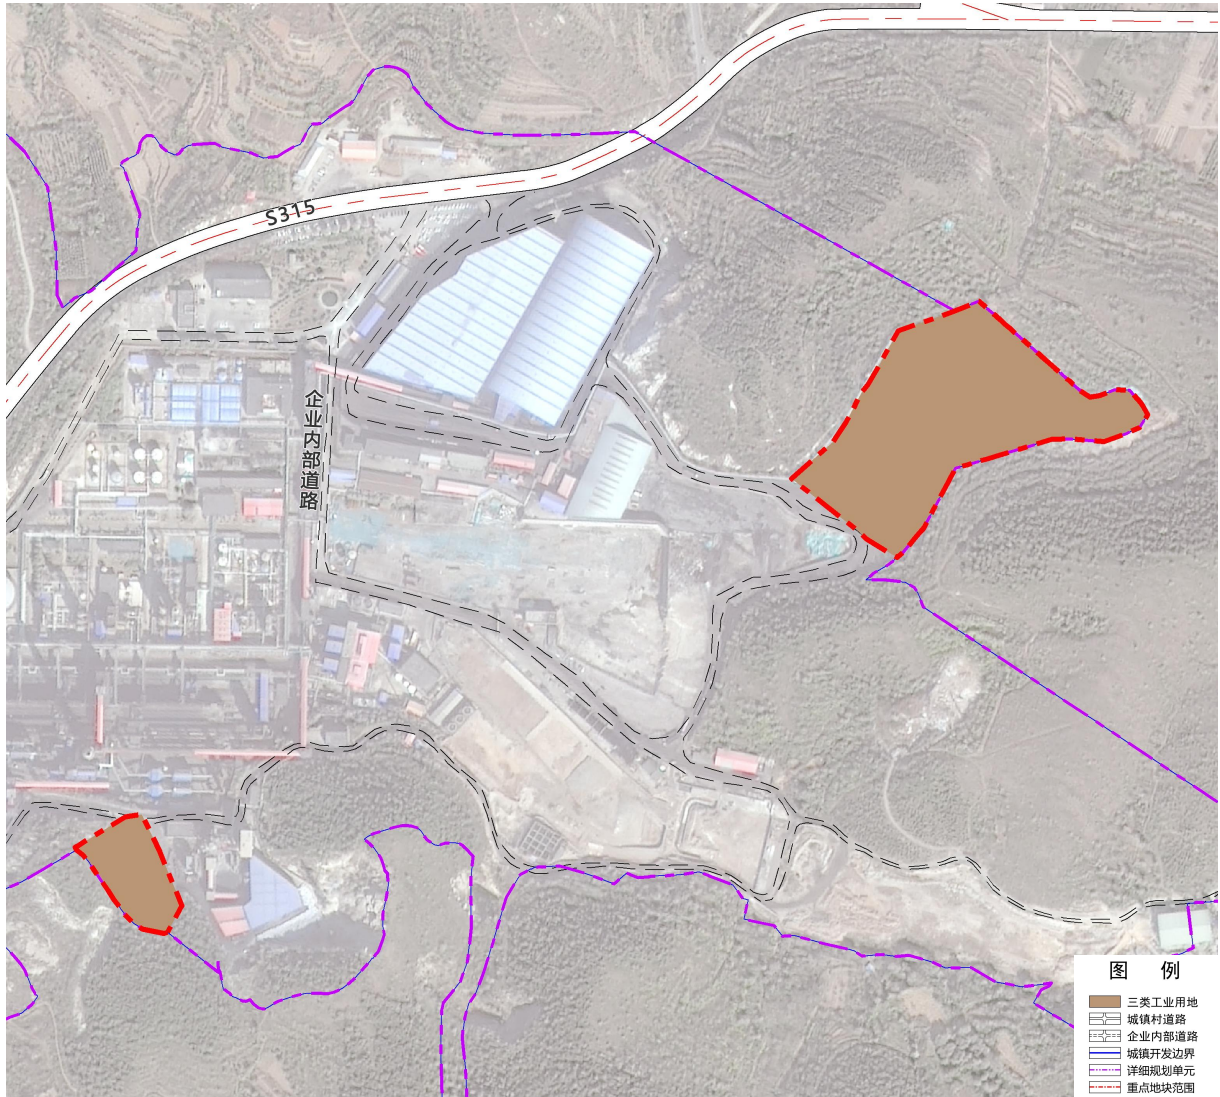 S315
企业内部道路
图 例
三类工业用地
城镇村道路
企业内部道路
城镇开发边界
详细规划单元
重点地块范围